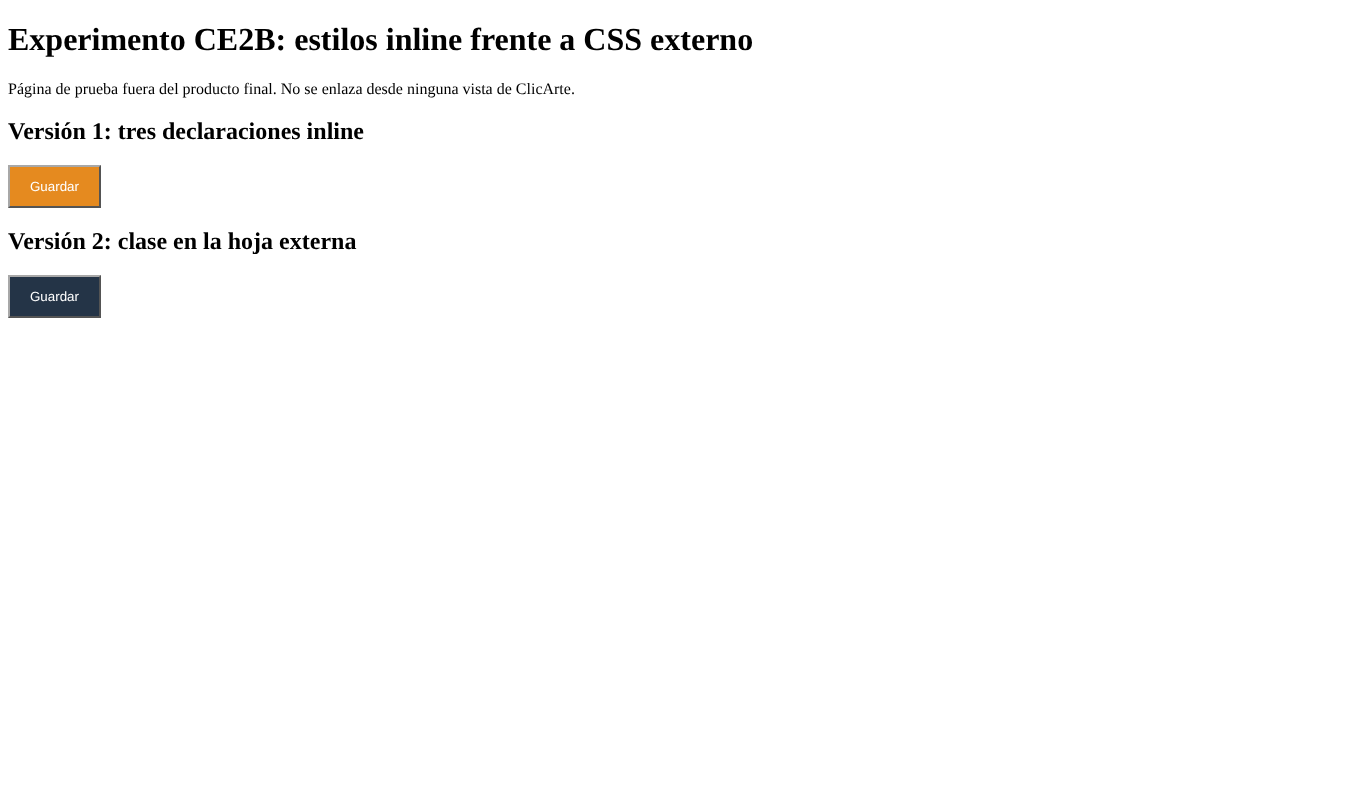 Experimento CE2B: estilos inline frente a CSS externo
Página de prueba fuera del producto final. No se enlaza desde ninguna vista de ClicArte.
Versión 1: tres declaraciones inline
Guardar
Versión 2: clase en la hoja externa
Guardar